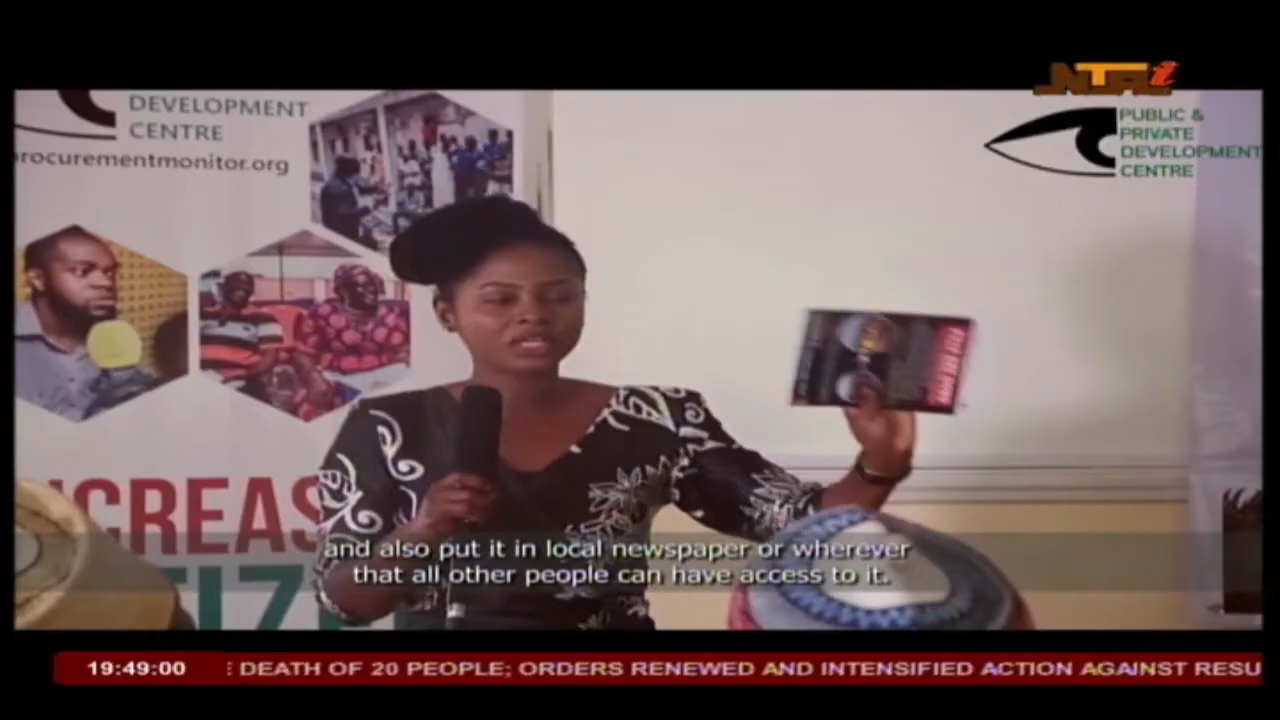 NTAi
DEVELOPMENT
CENTRE
rocurementmonitor.org
PUBLIC &
PRIVATE
DEVELOPMENT
CENTRE
CREAS
TIZE
and also put it in local newspaper or wherever
that all other people can have access to it.
19:49:00
DEATH OF 20 PEOPLE; ORDERS RENEWED AND INTENSIFIED ACTION AGAINST RESU